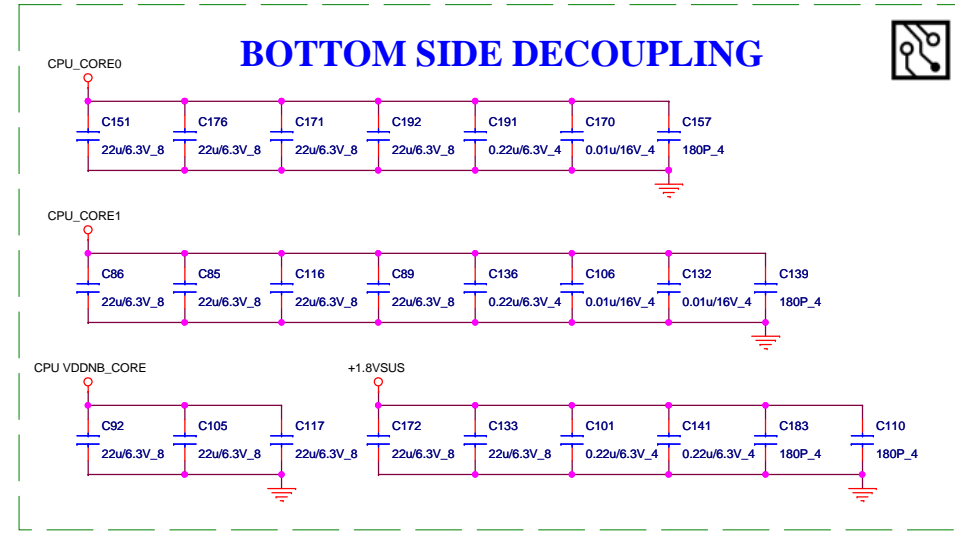 BOTTOM SIDE DECOUPLING
CPU_CORE0
C151 C176 C171 C192 C191 C170 C157
22u/6.3V_8 22u/6.3V_8 22u/6.3V_8 22u/6.3V_8 0.22u/6.3V_4 0.01u/16V_4 180P_4
CPU_CORE1
C86 C85 C116 C89 C136 C106 C132 C139
22u/6.3V_8 22u/6.3V_8 22u/6.3V_8 22u/6.3V_8 0.22u/6.3V_4 0.01u/16V_4 0.01u/16V_4 180P_4
CPU VDDNB_CORE +1.8VSUS
C92 C105 C117 C172 C133 C101 C141 C183 C110
22u/6.3V_8 22u/6.3V_8 22u/6.3V_8 22u/6.3V_8 22u/6.3V_8 0.22u/6.3V_4 0.22u/6.3V_4 180P_4 180P_4